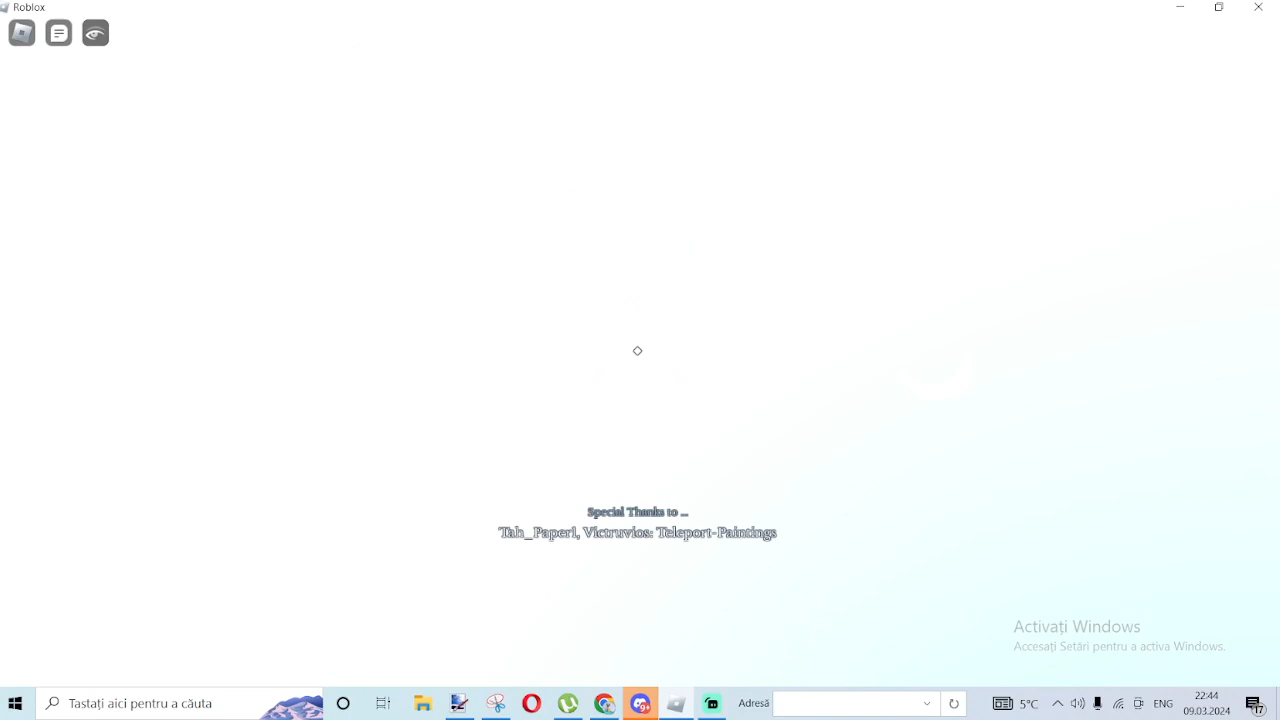 Roblox
Special Thanks to ...
Tah_Paperl, Victruvios: Teleport-Paintings
Activați Windows
Accesați Setări pentru a activa Windows.
Tastați aici pentru a căuta
9+
Adresă
5°C
ENG
22:44
09.03.2024
17